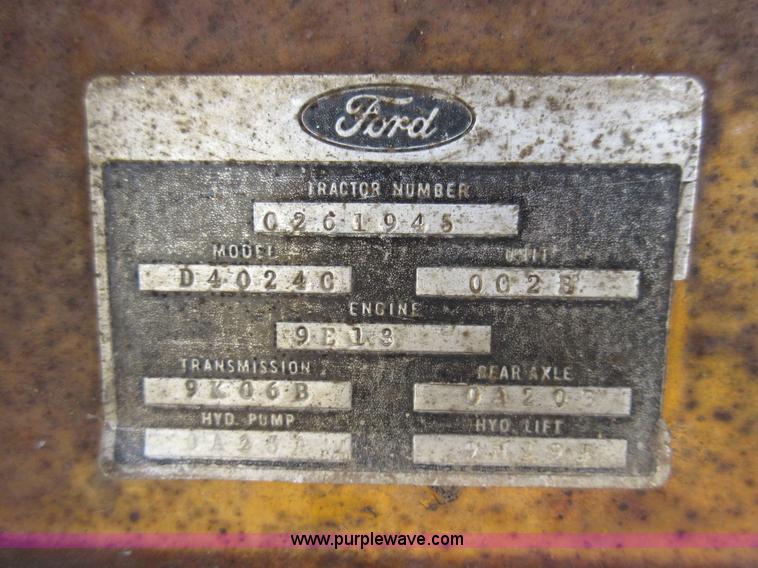 Ford
TRACTOR NUMBER
C261945
MODEL UNIT
D4024C 0C2B
ENGINE
9E13
TRANSMISSION REAR AXLE
9K06B
HYD. PUMP HYD. LIFT
www.purplewave.com